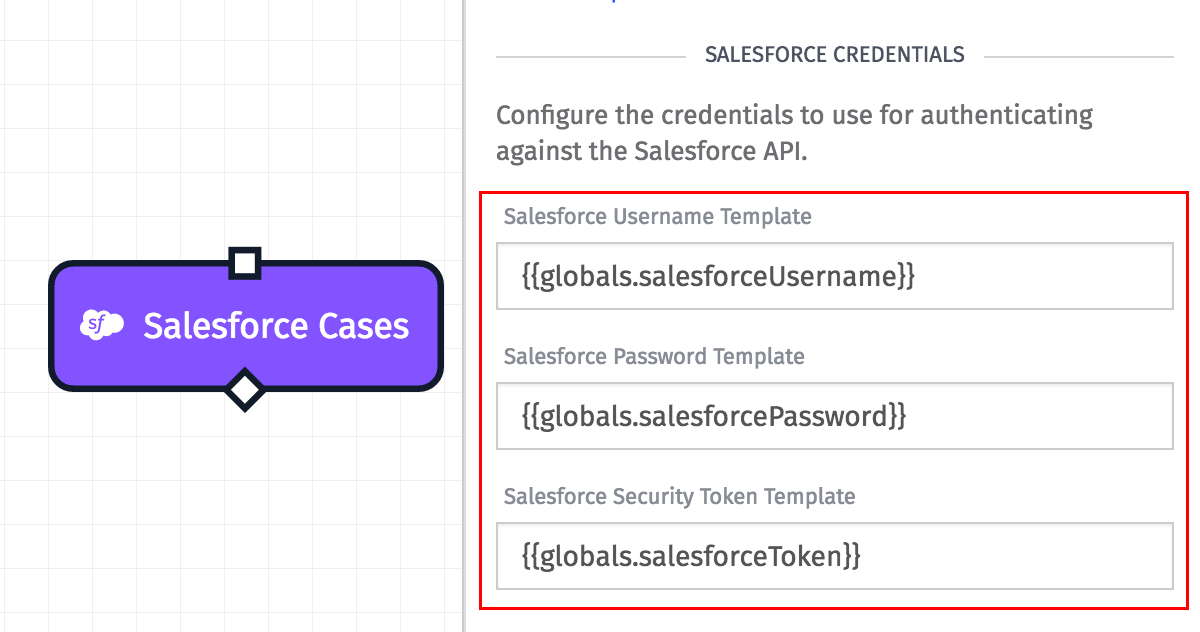 SALESFORCE CREDENTIALS
Configure the credentials to use for authenticating
against the Salesforce API.
Salesforce Username Template
{{globals.salesforceUsername}}
sf Salesforce Cases
Salesforce Password Template
{{globals.salesforcePassword}}
Salesforce Security Token Template
{{globals.salesforceToken}}